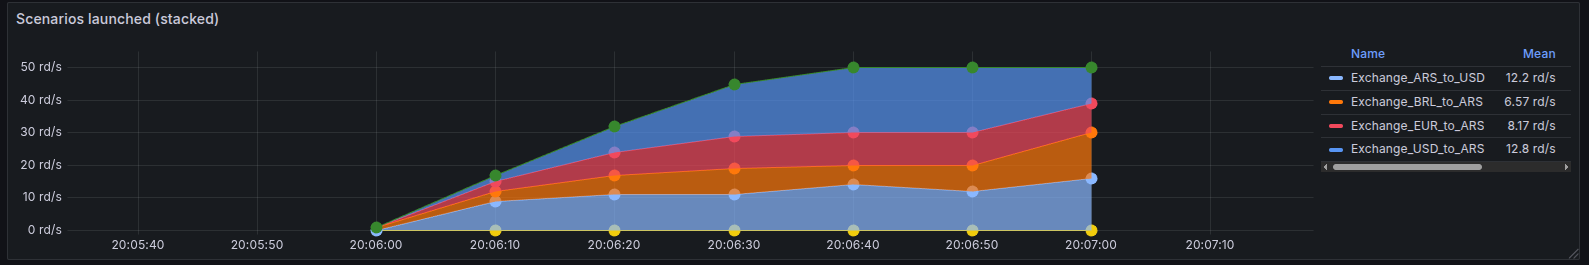 Scenarios launched (stacked)
50 rd/s
40 rd/s
30 rd/s
20 rd/s
10 rd/s
0 rd/s
20:05:40 20:05:50 20:06:00 20:06:10 20:06:20 20:06:30 20:06:40 20:06:50 20:07:00 20:07:10
Name Mean
Exchange_ARS_to_USD 12.2 rd/s
Exchange_BRL_to_ARS 6.57 rd/s
Exchange_EUR_to_ARS 8.17 rd/s
Exchange_USD_to_ARS 12.8 rd/s